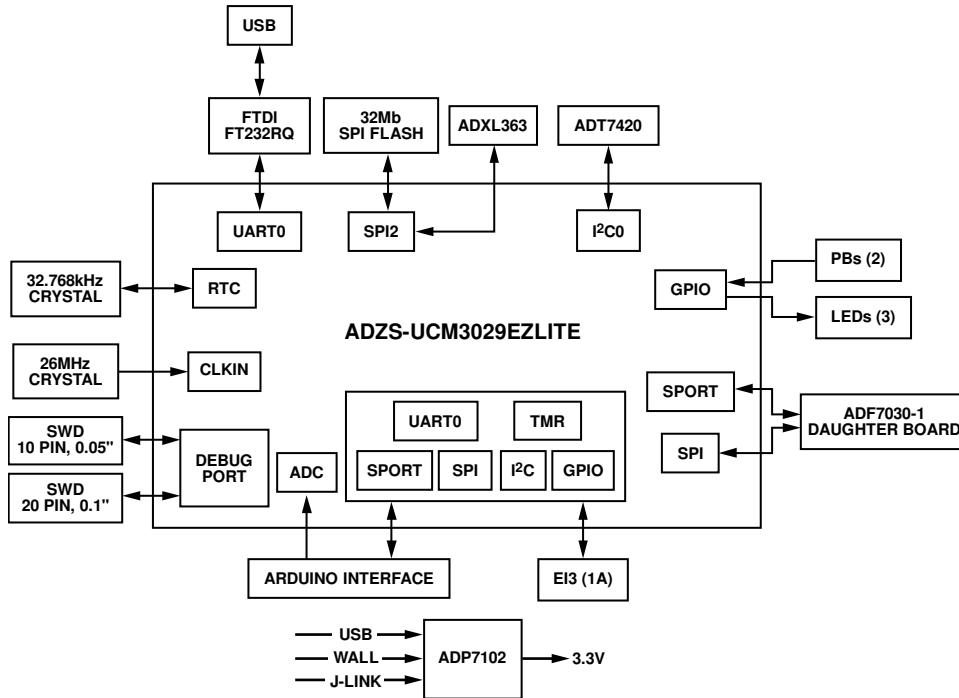 USB
FTDI
FT232RQ
32Mb
SPI FLASH
ADXL363
ADT7420
UART0
SPI2
I²C0
32.768kHz
CRYSTAL
RTC
GPIO
PBs (2)
LEDs (3)
ADZS-UCM3029EZLITE
26MHz
CRYSTAL
CLKIN
SPORT
ADF7030-1
DAUGHTER BOARD
SPI
SWD
10 PIN, 0.05"
SWD
20 PIN, 0.1"
DEBUG
PORT
ADC
UART0
TMR
SPORT
SPI
I²C
GPIO
ARDUINO INTERFACE
EI3 (1A)
USB
WALL
J-LINK
ADP7102
3.3V